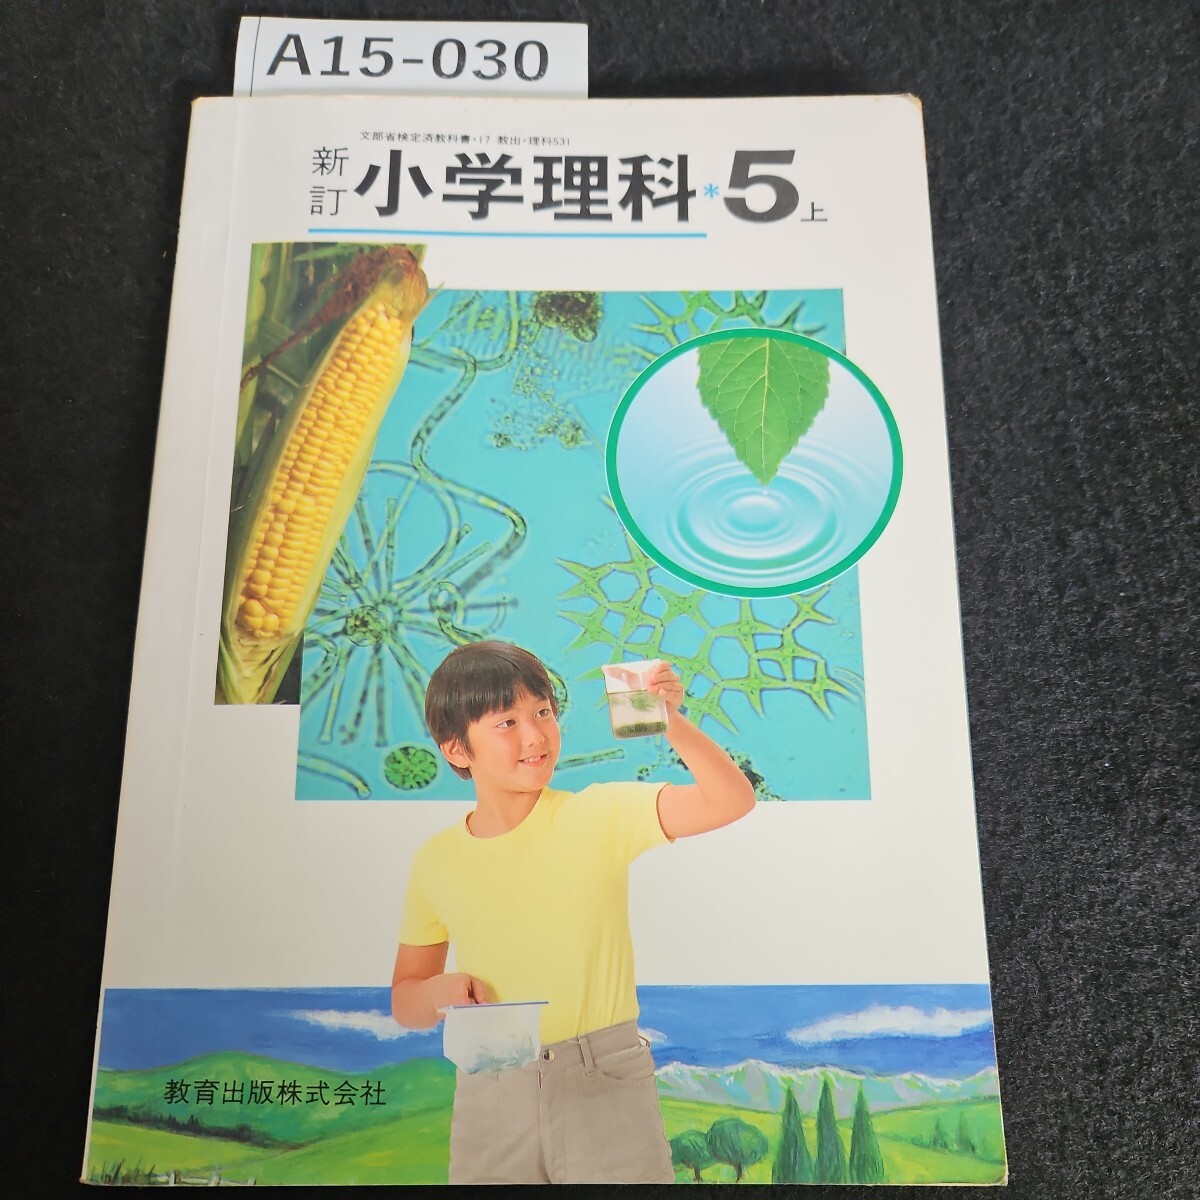 A15-030
文部省検定済教科書・17 教出・理科531
新訂 小学理科*5上
教育出版株式会社